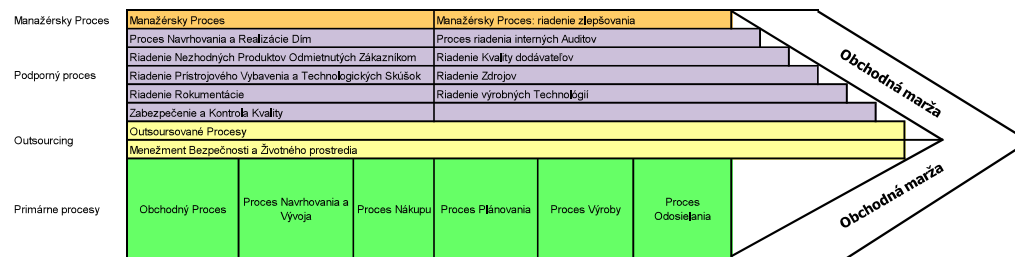 Manažérsky Proces
Manažérsky Proces
Manažérsky Proces: riadenie zlepšovania
Proces Navrhovania a Realizácie Dím
Proces riadenia interných Auditov
Riadenie Nezhodných Produktov Odmietnutých Zákazníkom
Riadenie Kvality dodávateľov
Podporný proces
Riadenie Prístrojového Vybavenia a Technologických Skúšok
Riadenie Zdrojov
Riadenie Rokumentácie
Riadenie výrobných Technológií
Zabezpečenie a Kontrola Kvality
Outsourcing
Outsoursované Procesy
Menežment Bezpečnosti a Životného prostredia
Primárne procesy
Obchodný Proces
Proces Navrhovania a
Vývoja
Proces Nákupu
Proces Plánovania
Proces Výroby
Proces
Odosielania
Obchodná marža
Obchodná marža